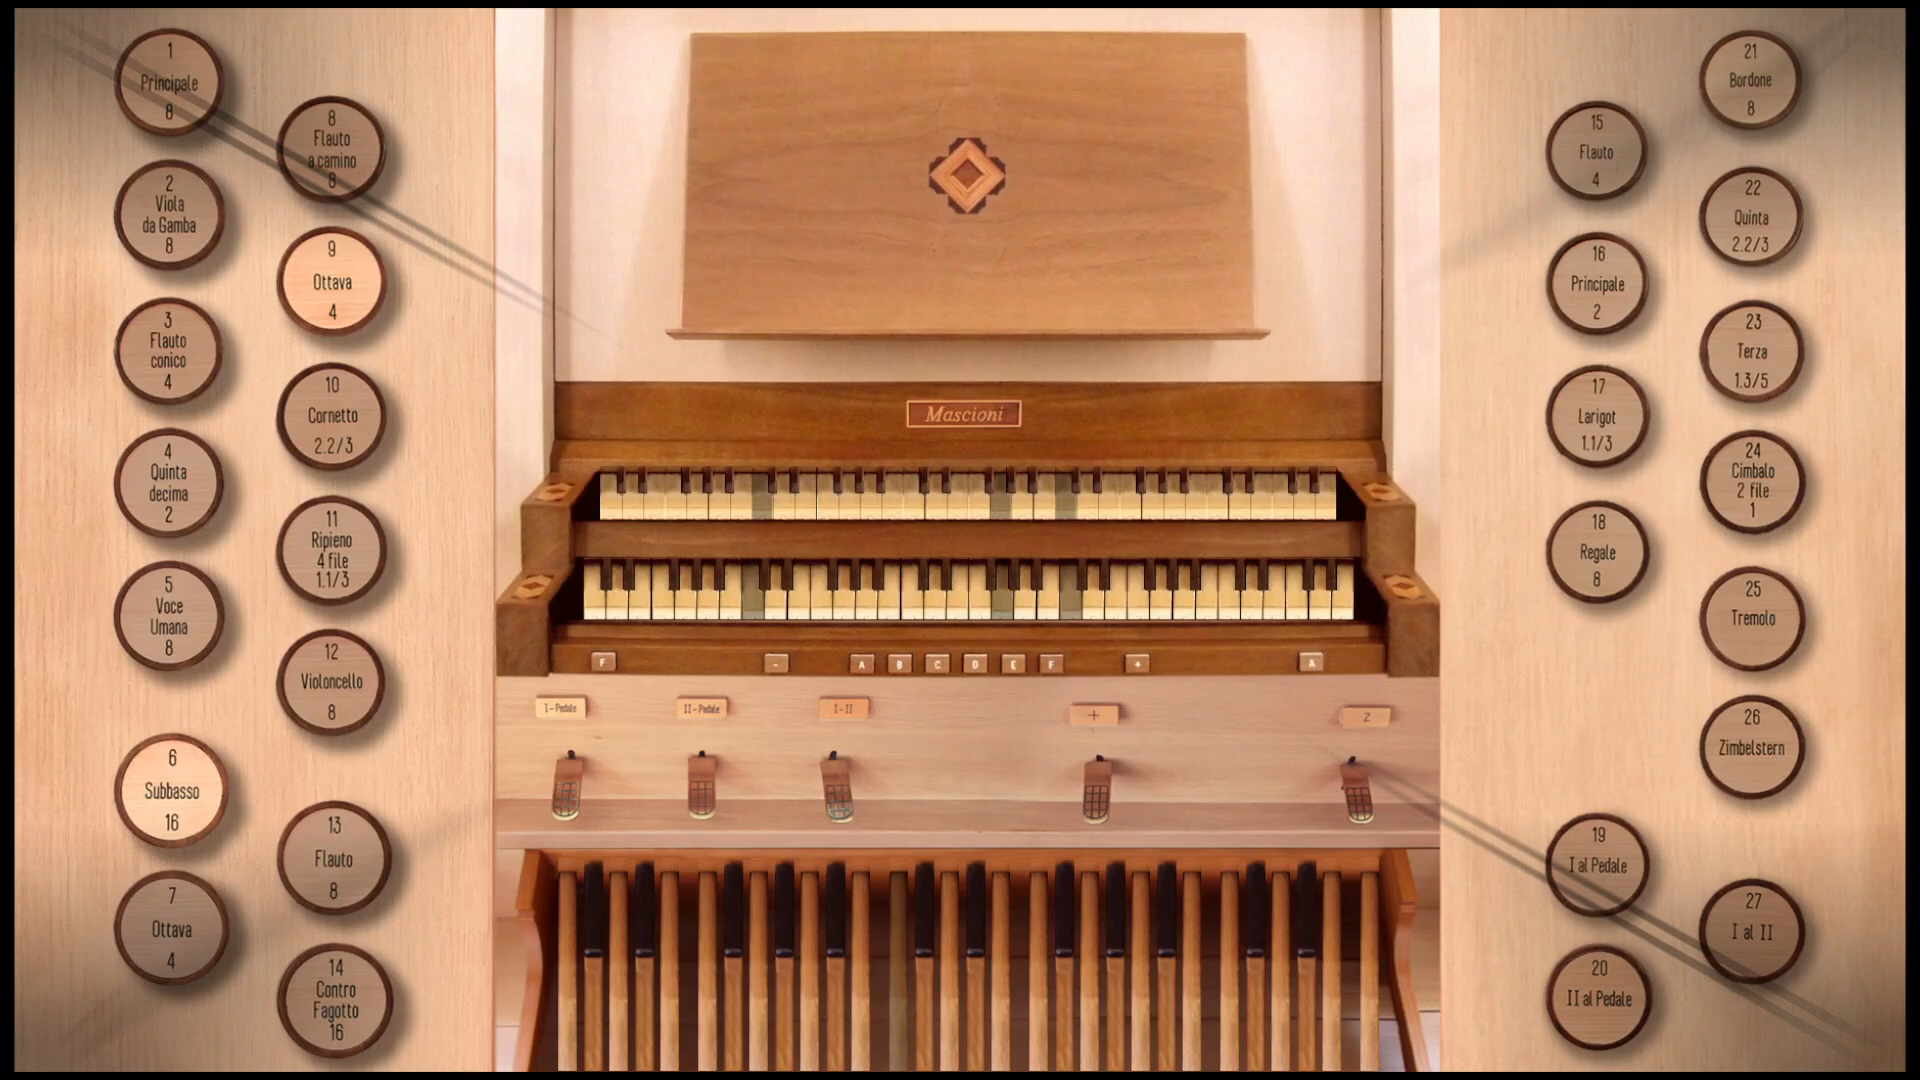 1
Principale
8
2
Viola
da Gamba
8
3
Flauto
conico
4
4
Quinta
decima
2
5
Voce
Umana
8
6
Subbasso
16
7
Ottava
4
8
Flauto
a camino
8
9
Ottava
4
10
Cornetto
2.2/3
11
Ripieno
4 file
1.1/3
12
Violoncello
8
13
Flauto
8
14
Contro
Fagotto
16
Mascioni
F - A B C D E F + A
I-Pedale II-Pedale I-II + Z
15
Flauto
4
16
Principale
2
17
Larigot
1.1/3
18
Regale
8
19
I al Pedale
20
II al Pedale
21
Bordone
8
22
Quinta
2.2/3
23
Terza
1.3/5
24
Cimbalo
2 file
1
25
Tremolo
26
Zimbelstern
27
I al II